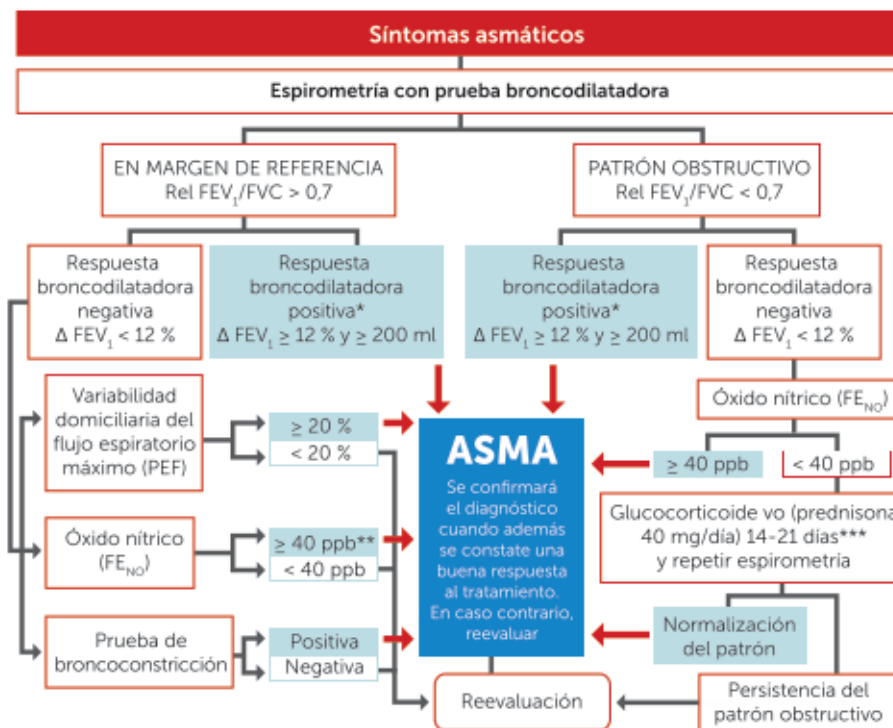 Síntomas asmáticos
Espirometría con prueba broncodilatadora
EN MARGEN DE REFERENCIA
Rel FEV₁/FVC > 0,7
PATRÓN OBSTRUCTIVO
Rel FEV₁/FVC < 0,7
Respuesta
broncodilatadora
negativa
Δ FEV₁ < 12 %
Respuesta
broncodilatadora
positiva*
Δ FEV₁ ≥ 12 % y ≥ 200 ml
Respuesta
broncodilatadora
positiva*
Δ FEV₁ ≥ 12 % y ≥ 200 ml
Respuesta
broncodilatadora
negativa
Δ FEV₁ < 12 %
Variabilidad
domiciliaria del
flujo espiratorio
máximo (PEF)
≥ 20 %
< 20 %
Óxido nítrico
(FE_NO)
≥ 40 ppb**
< 40 ppb
Prueba de
broncoconstricción
Positiva
Negativa
ASMA
Se confirmará
el diagnóstico
cuando además
se constate una
buena respuesta
al tratamiento.
En caso contrario,
reevaluar
Óxido nítrico (FE_NO)
≥ 40 ppb
< 40 ppb
Glucocorticoide vo (prednisona
40 mg/día) 14-21 días***
y repetir espirometría
Normalización
del patrón
Reevaluación
Persistencia del
patrón obstructivo